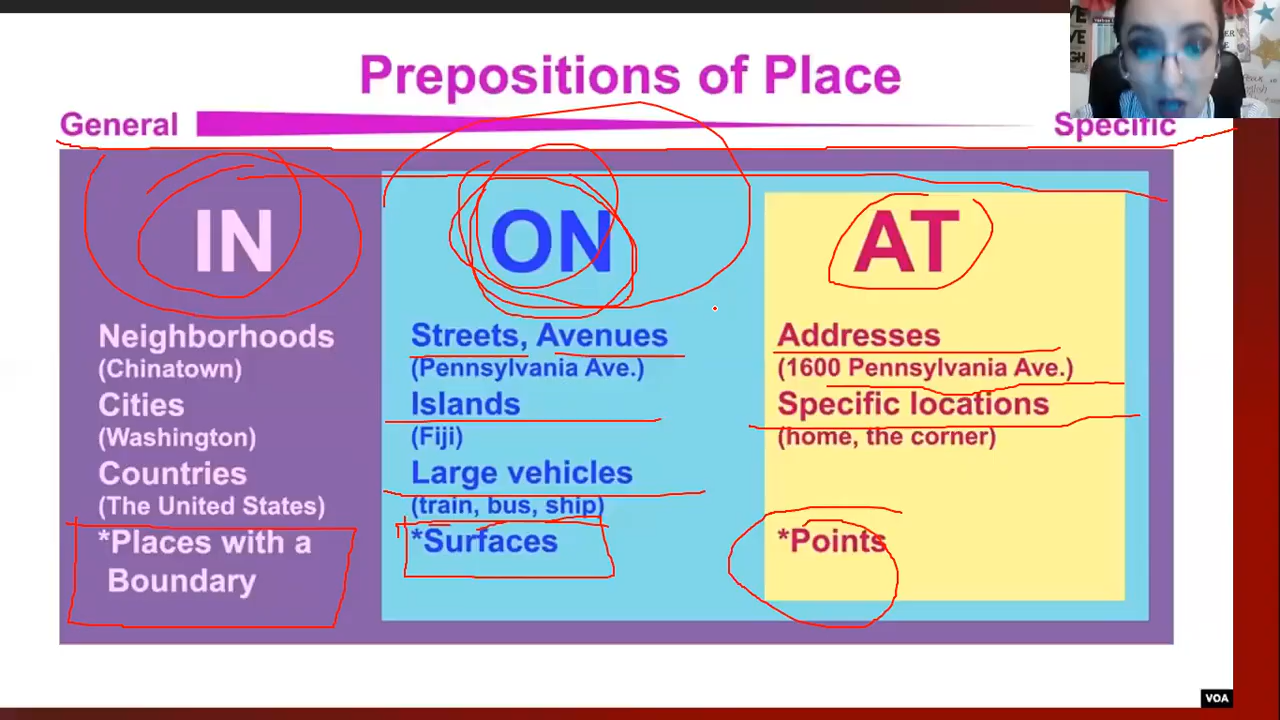 Prepositions of Place
General
Specific
IN
Neighborhoods
(Chinatown)
Cities
(Washington)
Countries
(The United States)
*Places with a
Boundary
ON
Streets, Avenues
(Pennsylvania Ave.)
Islands
(Fiji)
Large vehicles
(train, bus, ship)
*Surfaces
AT
Addresses
(1600 Pennsylvania Ave.)
Specific locations
(home, the corner)
*Points
VOA